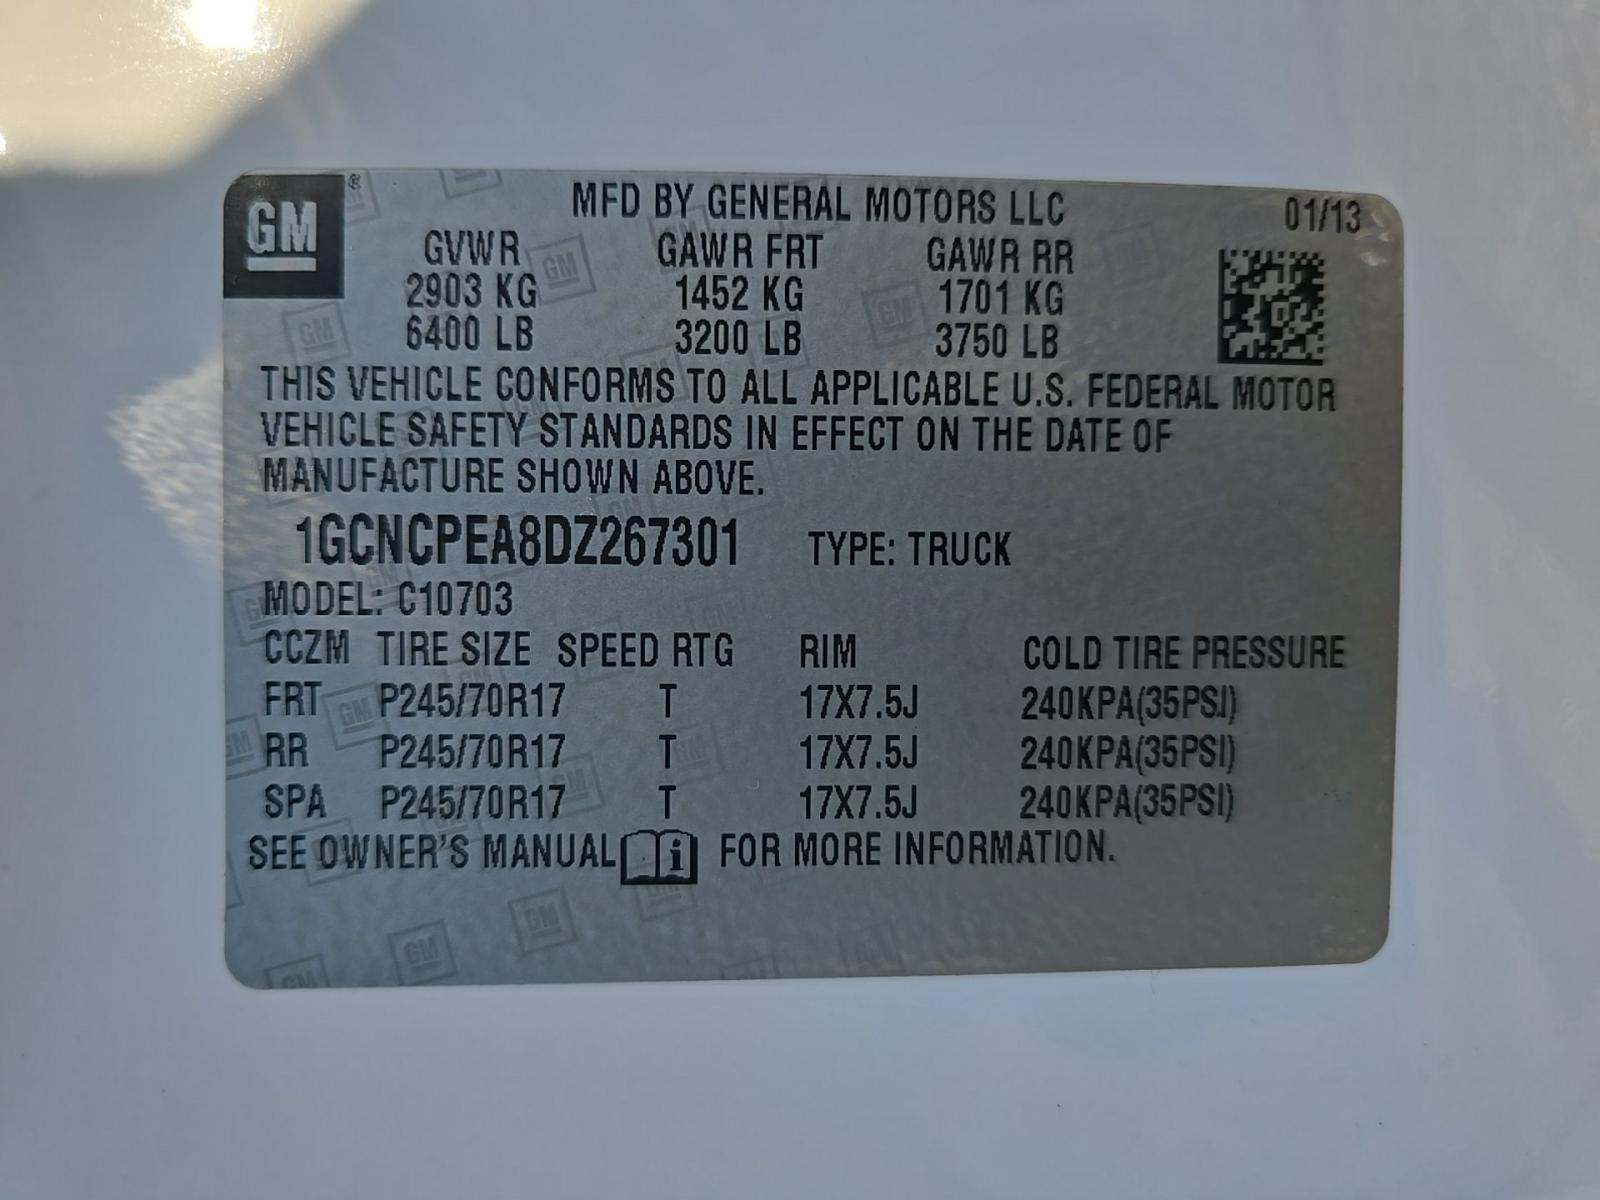 GM ® MFD BY GENERAL MOTORS LLC 01/13
GVWR GAWR FRT GAWR RR
2903 KG 1452 KG 1701 KG
6400 LB 3200 LB 3750 LB
THIS VEHICLE CONFORMS TO ALL APPLICABLE U.S. FEDERAL MOTOR
VEHICLE SAFETY STANDARDS IN EFFECT ON THE DATE OF
MANUFACTURE SHOWN ABOVE.
1GCNCPEA8DZ267301 TYPE: TRUCK
MODEL: C10703
CCZM TIRE SIZE SPEED RTG RIM COLD TIRE PRESSURE
FRT P245/70R17 T 17X7.5J 240KPA(35PSI)
RR P245/70R17 T 17X7.5J 240KPA(35PSI)
SPA P245/70R17 T 17X7.5J 240KPA(35PSI)
SEE OWNER'S MANUAL i FOR MORE INFORMATION.